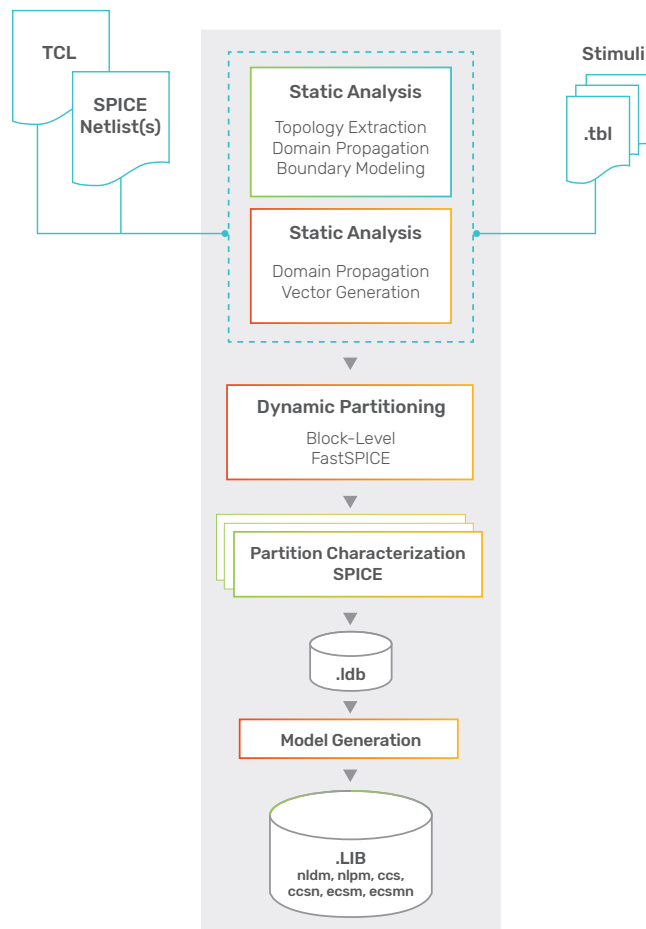 TCL
SPICE
Netlist(s)
Stimuli
.tbl
Static Analysis
Topology Extraction
Domain Propagation
Boundary Modeling
Static Analysis
Domain Propagation
Vector Generation
Dynamic Partitioning
Block-Level
FastSPICE
Partition Characterization
SPICE
.ldb
Model Generation
.LIB
nldm, nlpm, ccs,
ccsn, ecsm, ecsmn